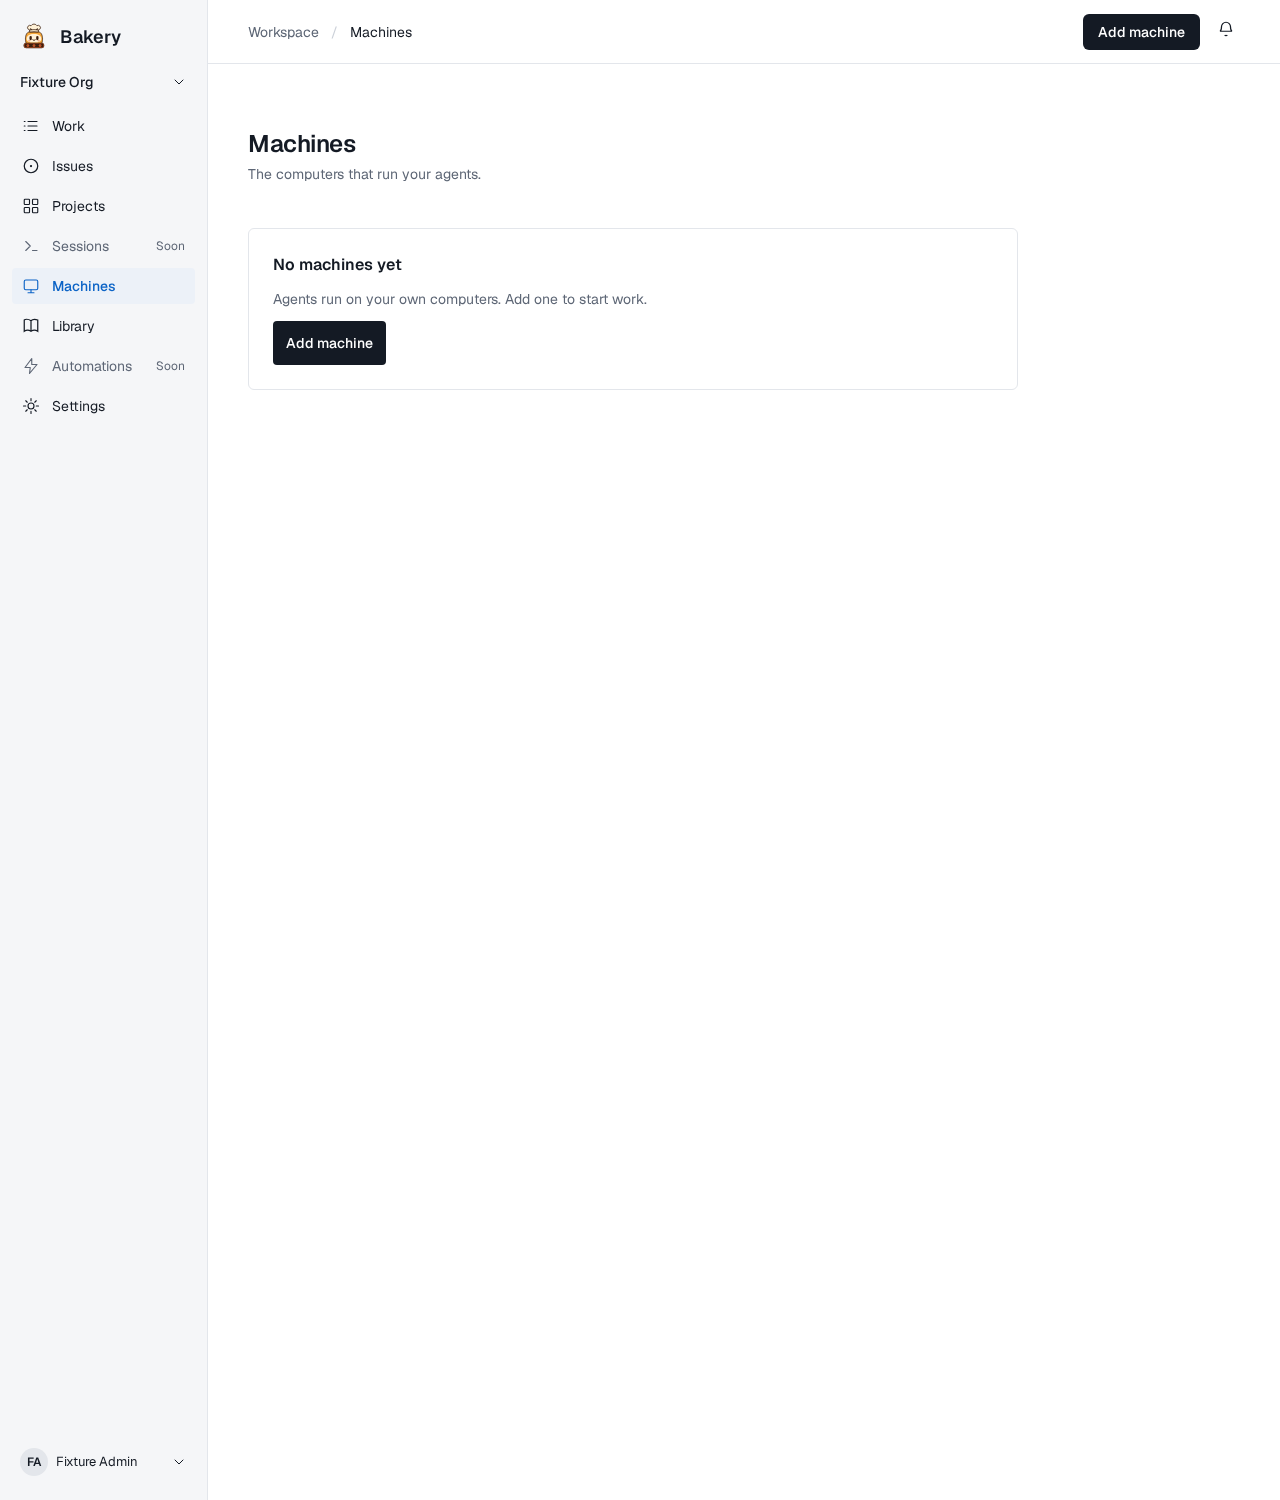 Bakery
Fixture Org
Work
Issues
Projects
Sessions Soon
Machines
Library
Automations Soon
Settings
FA Fixture Admin
Workspace / Machines
Add machine
Machines
The computers that run your agents.
No machines yet
Agents run on your own computers. Add one to start work.
Add machine